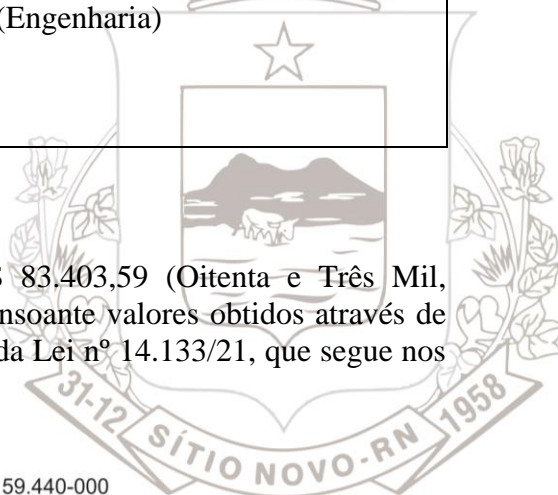 (Engenharia)
83.403,59 (Oitenta e Três Mil,
nsoante valores obtidos através de
da Lei nº 14.133/21, que segue nos
31-12 SÍTIO NOVO-RN 1958
59.440-000